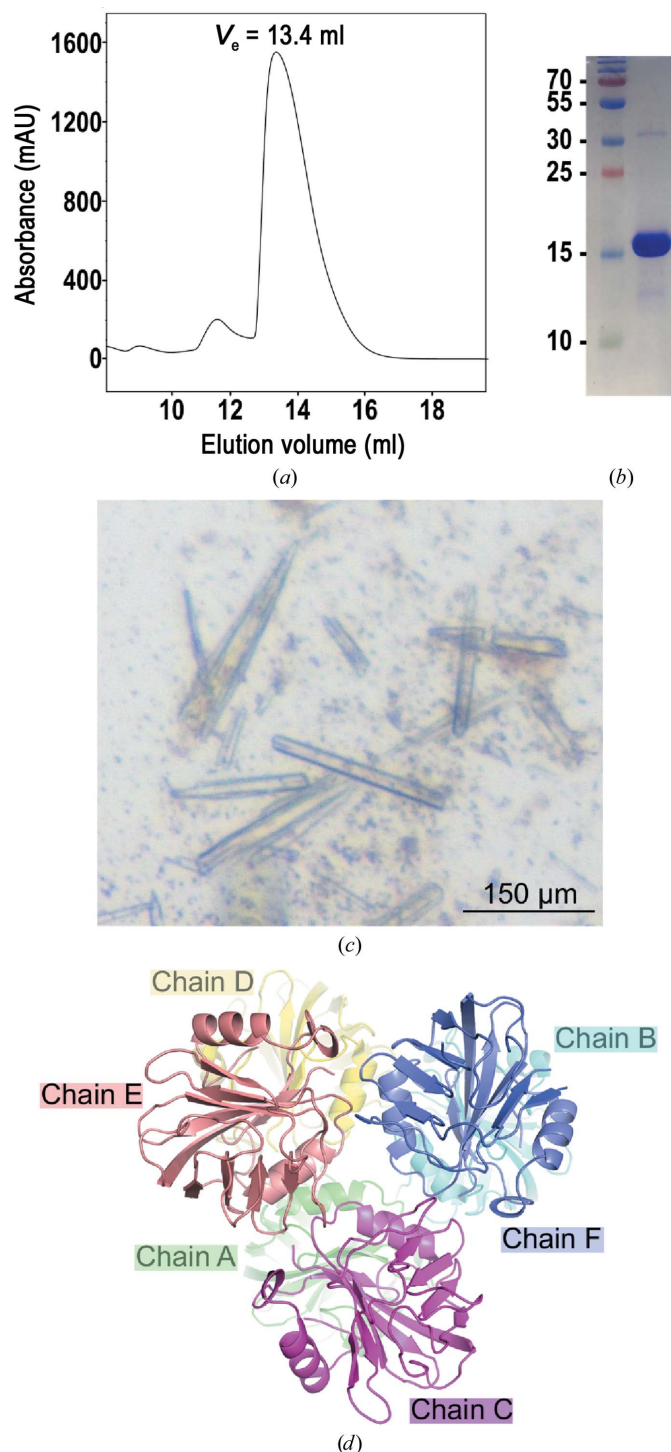 1600
1200
800
400
0
Absorbance (mAU)
Vₑ = 13.4 ml
10 12 14 16 18
Elution volume (ml)
(a)
70
55
30
25
15
10
(b)
150 µm
(c)
Chain D
Chain B
Chain E
Chain F
Chain A
Chain C
(d)